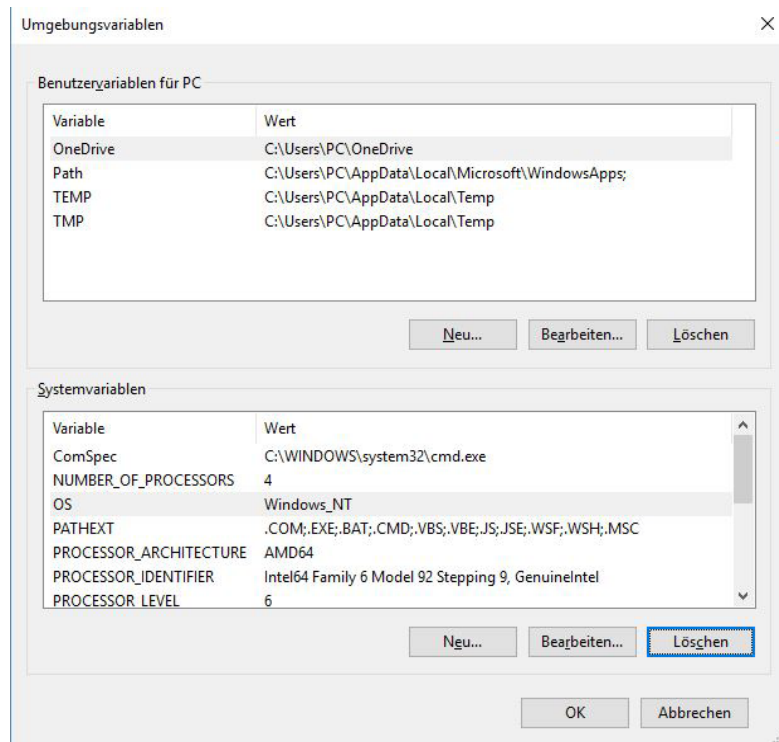 Umgebungsvariablen
Benutzervariablen für PC
Variable Wert
OneDrive C:\Users\PC\OneDrive
Path C:\Users\PC\AppData\Local\Microsoft\WindowsApps;
TEMP C:\Users\PC\AppData\Local\Temp
TMP C:\Users\PC\AppData\Local\Temp
Neu... Bearbeiten... Löschen
Systemvariablen
Variable Wert
ComSpec C:\WINDOWS\system32\cmd.exe
NUMBER_OF_PROCESSORS 4
OS Windows_NT
PATHEXT .COM;.EXE;.BAT;.CMD;.VBS;.VBE;.JS;.JSE;.WSF;.WSH;.MSC
PROCESSOR_ARCHITECTURE AMD64
PROCESSOR_IDENTIFIER Intel64 Family 6 Model 92 Stepping 9, GenuineIntel
PROCESSOR_LEVEL 6
Neu... Bearbeiten... Löschen
OK Abbrechen